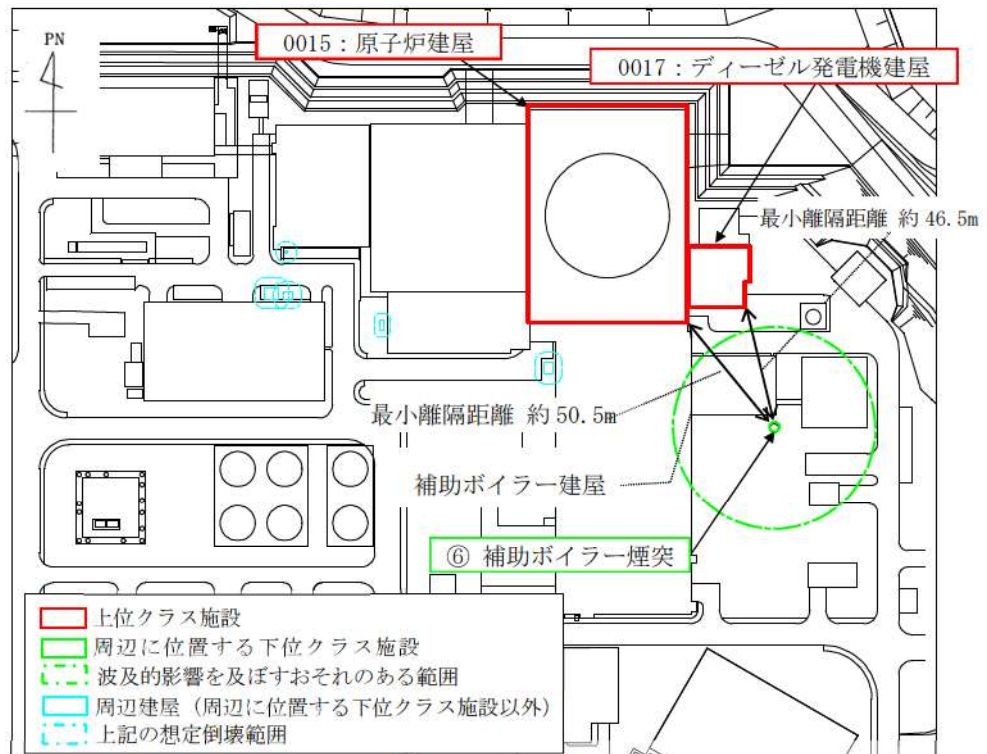 PN
0015：原子炉建屋
0017：ディーゼル発電機建屋
最小離隔距離 約 46.5m
最小離隔距離 約 50.5m
補助ボイラー建屋
⑥ 補助ボイラー煙突
上位クラス施設
周辺に位置する下位クラス施設
波及的影響を及ぼすおそれのある範囲
周辺建屋（周辺に位置する下位クラス施設以外）
上記の想定倒壊範囲